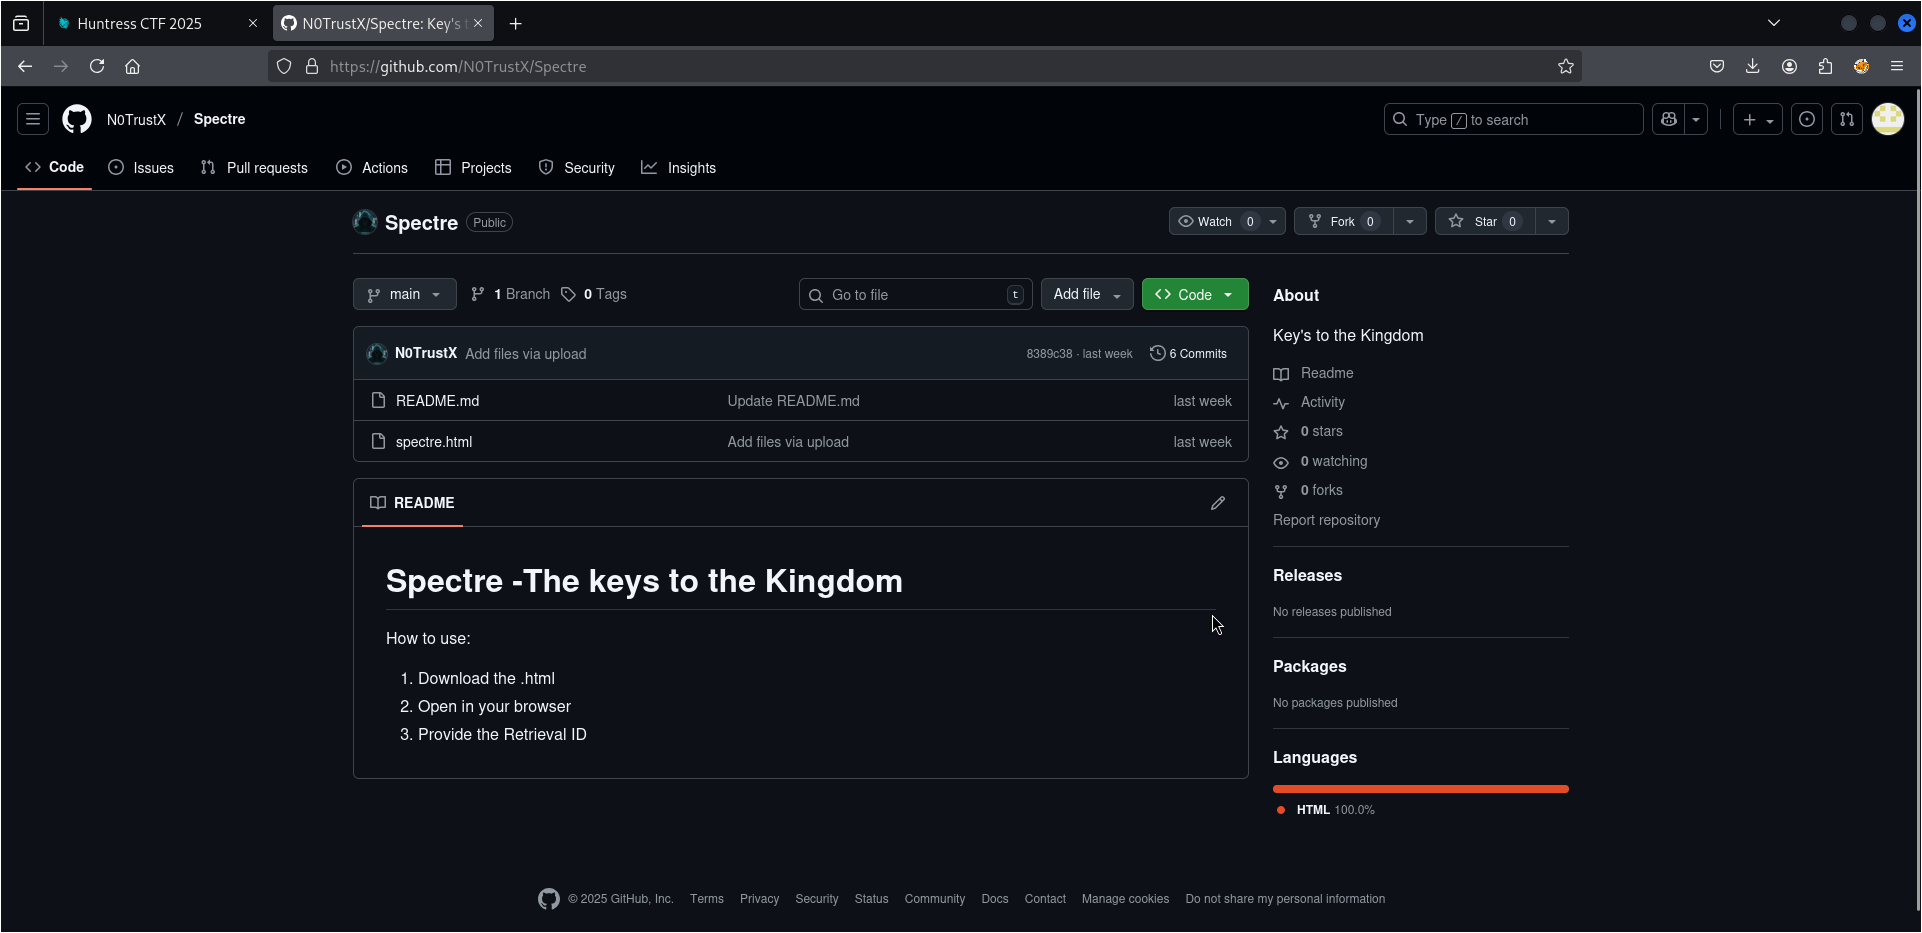 Huntress CTF 2025
N0TrustX/Spectre: Key's t
https://github.com/N0TrustX/Spectre
N0TrustX / Spectre
Type / to search
Code Issues Pull requests Actions Projects Security Insights
Spectre Public
Watch 0 Fork 0 Star 0
main 1 Branch 0 Tags
Go to file t Add file Code
N0TrustX Add files via upload 8389c38 · last week 6 Commits
README.md Update README.md last week
spectre.html Add files via upload last week
README
Spectre -The keys to the Kingdom
How to use:
1. Download the .html
2. Open in your browser
3. Provide the Retrieval ID
About
Key's to the Kingdom
Readme
Activity
0 stars
0 watching
0 forks
Report repository
Releases
No releases published
Packages
No packages published
Languages
HTML 100.0%
© 2025 GitHub, Inc. Terms Privacy Security Status Community Docs Contact Manage cookies Do not share my personal information